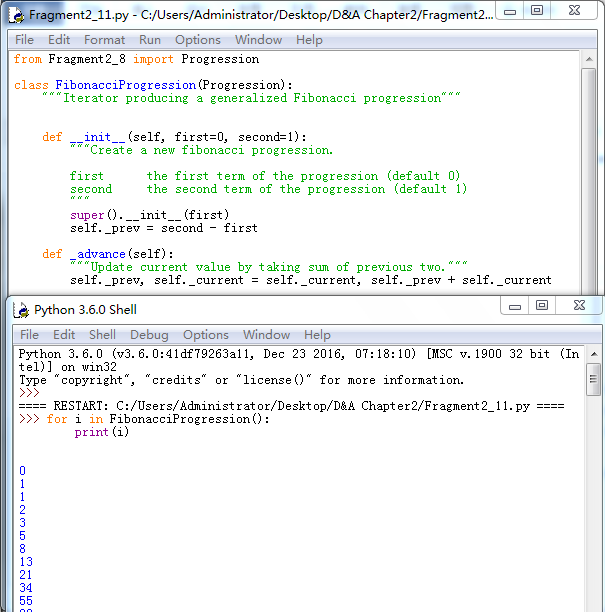 Fragment2_11.py - C:/Users/Administrator/Desktop/D&A Chapter2/Fragment2...
File Edit Format Run Options Window Help
from Fragment2_8 import Progression
class FibonacciProgression(Progression):
"""Iterator producing a generalized Fibonacci progression"""
def __init__(self, first=0, second=1):
"""Create a new fibonacci progression.
first the first term of the progression (default 0)
second the second term of the progression (default 1)
"""
super().__init__(first)
self._prev = second - first
def _advance(self):
"""Update current value by taking sum of previous two."""
self._prev, self._current = self._current, self._prev + self._current
Python 3.6.0 Shell
File Edit Shell Debug Options Window Help
Python 3.6.0 (v3.6.0:41df79263a11, Dec 23 2016, 07:18:10) [MSC v.1900 32 bit (In
tel)] on win32
Type "copyright", "credits" or "license()" for more information.
>>>
==== RESTART: C:/Users/Administrator/Desktop/D&A Chapter2/Fragment2_11.py ====
>>> for i in FibonacciProgression():
print(i)
0
1
1
2
3
5
8
13
21
34
55